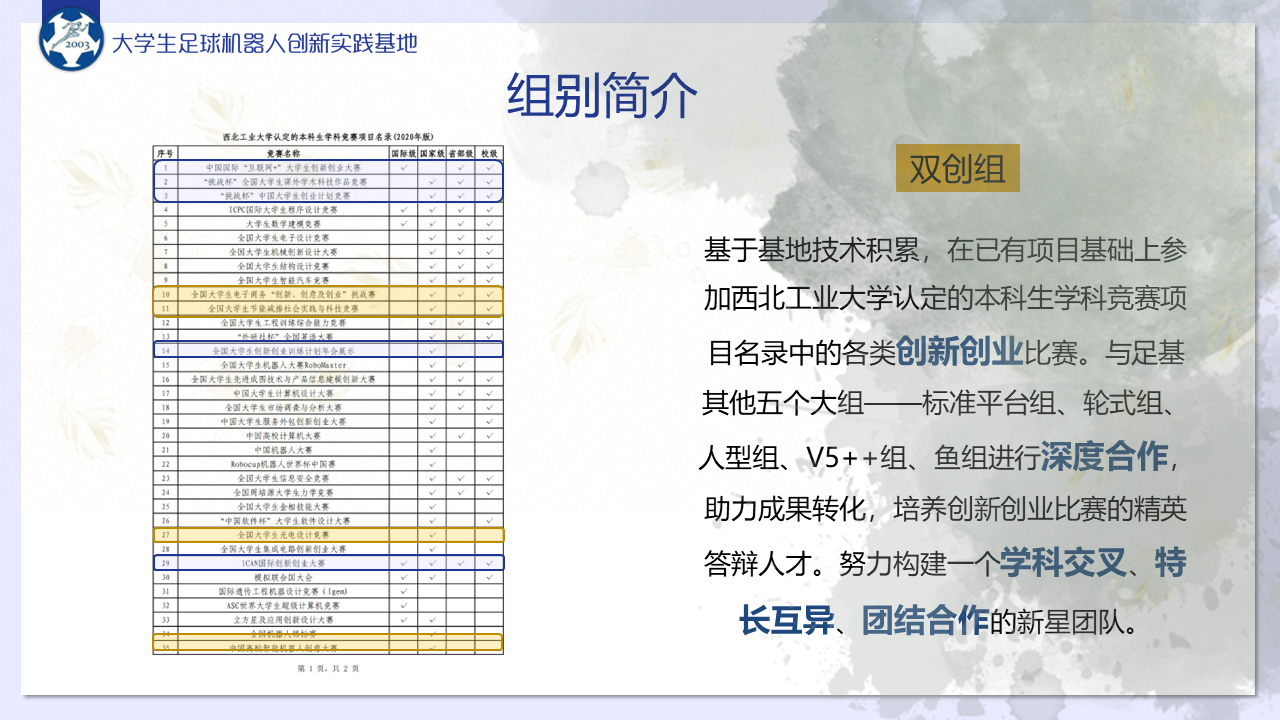 2003
大学生足球机器人创新实践基地
组别简介
西北工业大学认定的本科生学科竞赛项目名录(2020年版)
序号 竞赛名称 国际级 国家级 省部级 校级
1 中国国际“互联网+”大学生创新创业大赛 ✓ ✓ ✓
2 “挑战杯”全国大学生课外学术科技作品竞赛 ✓ ✓ ✓
3 “挑战杯”中国大学生创业计划竞赛 ✓ ✓ ✓
4 ICPC国际大学生程序设计竞赛 ✓ ✓ ✓ ✓
5 大学生数学建模竞赛 ✓ ✓ ✓ ✓
6 全国大学生电子设计竞赛 ✓ ✓ ✓
7 全国大学生机械创新设计大赛 ✓ ✓ ✓
8 全国大学生结构设计竞赛 ✓ ✓ ✓
9 全国大学生智能汽车竞赛 ✓ ✓ ✓
10 全国大学生电子商务“创新、创意及创业”挑战赛 ✓ ✓ ✓
11 全国大学生节能减排社会实践与科技竞赛 ✓ ✓
12 全国大学生工程训练综合能力竞赛 ✓ ✓ ✓
13 “外研社杯”全国英语大赛 ✓ ✓ ✓
14 全国大学生创新创业训练计划年会展示 ✓
15 全国大学生机器人大赛RoboMaster ✓ ✓
16 全国大学生先进成图技术与产品信息建模创新大赛 ✓ ✓ ✓
17 中国大学生计算机设计大赛 ✓ ✓ ✓
18 全国大学生市场调查与分析大赛 ✓ ✓ ✓
19 中国大学生服务外包创新创业大赛 ✓ ✓
20 中国高校计算机大赛 ✓ ✓ ✓
21 中国机器人大赛 ✓
22 Robocup机器人世界杯中国赛 ✓
23 全国大学生信息安全竞赛 ✓ ✓ ✓
24 全国周培源大学生力学竞赛 ✓ ✓ ✓
25 全国大学生金相技能大赛 ✓
26 “中国软件杯”大学生软件设计大赛 ✓ ✓
27 全国大学生光电设计竞赛 ✓
28 全国大学生集成电路创新创业大赛 ✓
29 iCAN国际创新创业大赛 ✓ ✓ ✓ ✓
30 模拟联合国大会 ✓ ✓ ✓
31 国际遗传工程机器设计竞赛 (Igem) ✓
32 ASC世界大学生超级计算机竞赛 ✓
33 立方星及应用创新设计大赛 ✓ ✓
34 ✓
35 中国高校智能机器人创意大赛 ✓
第 1 页, 共 2 页
双创组
基于基地技术积累，在已有项目基础上参
加西北工业大学认定的本科生学科竞赛项
目名录中的各类创新创业比赛。与足基
其他五个大组——标准平台组、轮式组、
人型组、V5++组、鱼组进行深度合作，
助力成果转化，培养创新创业比赛的精英
答辩人才。努力构建一个学科交叉、特
长互异、团结合作的新星团队。